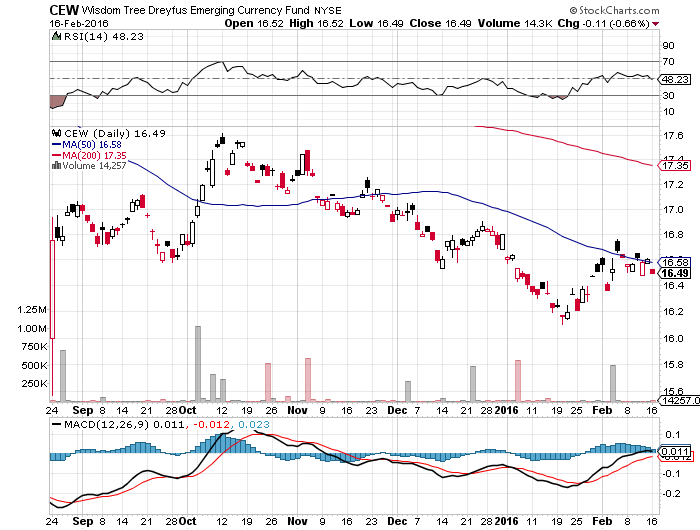 CEW Wisdom Tree Dreyfus Emerging Currency Fund NYSE
© StockCharts.com
16-Feb-2016 Open 16.52 High 16.52 Low 16.49 Close 16.49 Volume 14.3K Chg -0.11 (-0.66%)
RSI(14) 48.23
90
70
48.23
30
10
CEW (Daily) 16.49
MA(50) 16.58
MA(200) 17.35
Volume 14,257
17.6
17.4
17.35
17.2
17.0
16.8
16.58
16.49
16.4
16.2
16.0
15.8
15.6
1.25M
1.00M
750K
500K
250K
14257.0
24 Sep 8 14 21 28 Oct 12 19 26 Nov 9 16 23 Dec 7 14 21 28 2016 11 19 25 Feb 8 16
MACD(12,26,9) 0.011, -0.012, 0.023
0.1
0.011
-0.1
-0.2
24 Sep 8 14 21 28 Oct 12 19 26 Nov 9 16 23 Dec 7 14 21 28 2016 11 19 25 Feb 8 16